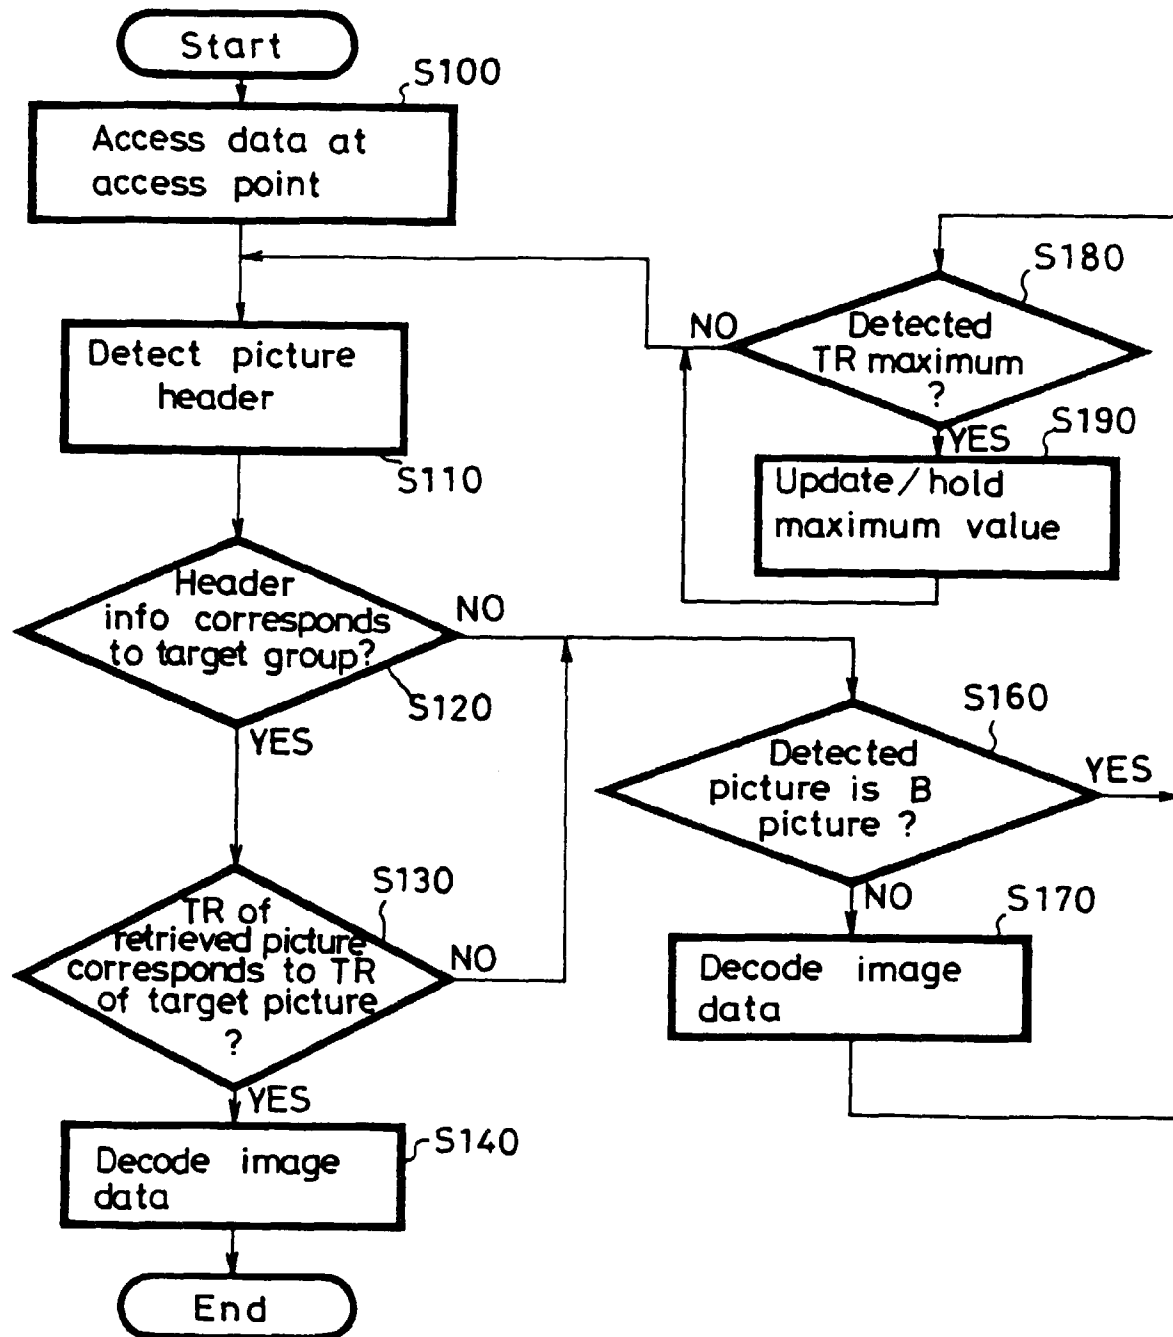 Start
S100
Access data at
access point
Detect picture
header
S110
Header
info corresponds
to target group?
NO
S120
YES
S130
TR of
retrieved picture
corresponds to TR
of target picture
?
NO
YES
S140
Decode image
data
End
S180
NO
Detected
TR maximum
?
YES
S190
Update/hold
maximum value
S160
Detected
picture is B
picture ?
YES
NO
S170
Decode image
data